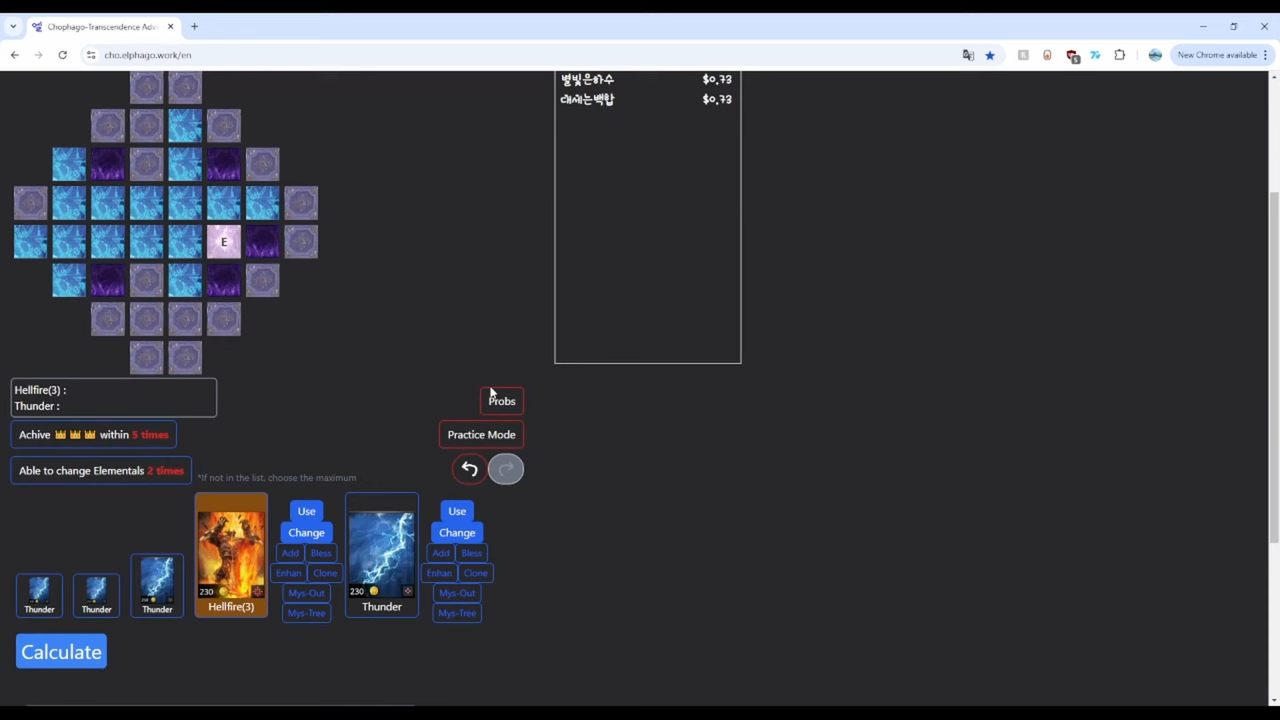 Chophago-Transcendence Adv
cho.elphago.work/en
New Chrome available
별빛은하수 $0.73
대세는백합 $0.73
E
Hellfire(3) :
Thunder :
Probs
Achive within 5 times
Practice Mode
Able to change Elementals 2 times
*If not in the list, choose the maximum
Use
Change
Add Bless
Enhan Clone
Mys-Out
Mys-Tree
Use
Change
Add Bless
Enhan Clone
Mys-Out
Mys-Tree
230
230
Thunder
Thunder
Thunder
Hellfire(3)
Thunder
Calculate